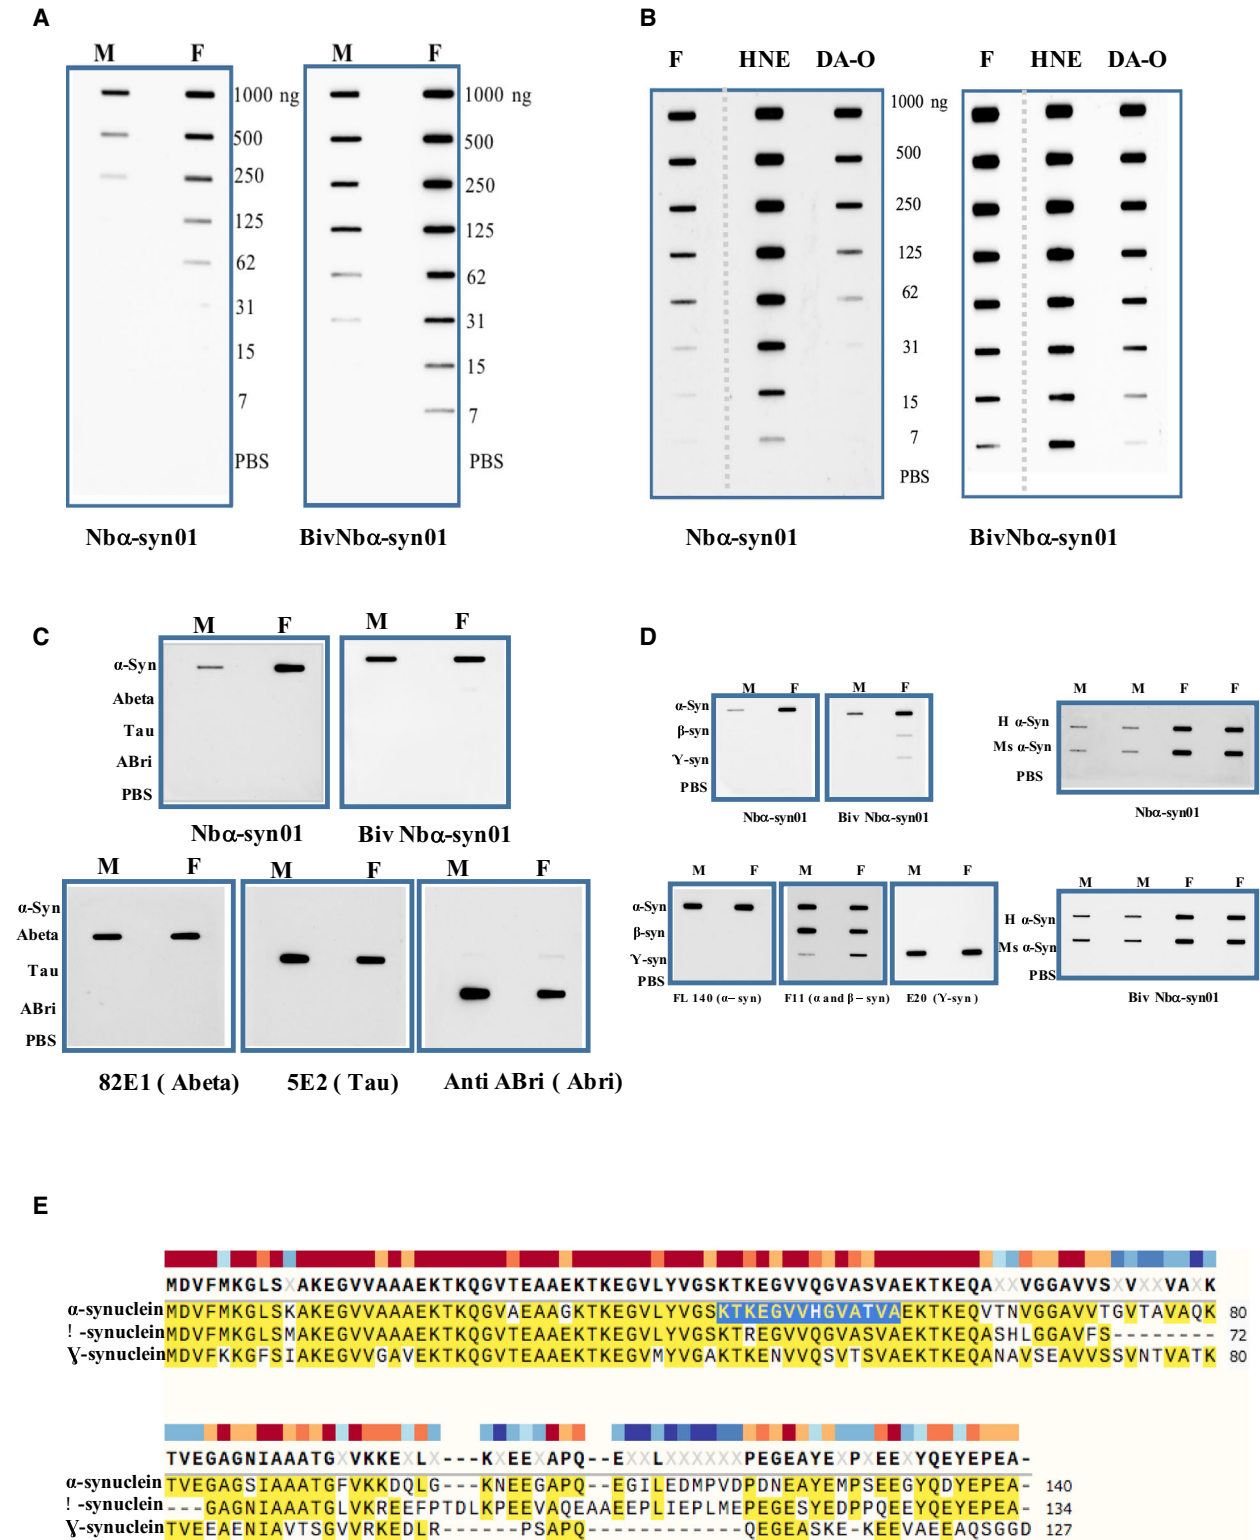 A
M F
1000 ng
500
250
125
62
31
15
7
PBS
Nbα-syn01
M F
1000 ng
500
250
125
62
31
15
7
PBS
BivNbα-syn01
B
F HNE DA-O
1000 ng
500
250
125
62
31
15
7
PBS
Nbα-syn01
F HNE DA-O
BivNbα-syn01
C
M F
α-Syn
Abeta
Tau
ABri
PBS
Nbα-syn01
M F
Biv Nbα-syn01
M F
α-Syn
Abeta
Tau
ABri
PBS
82E1 ( Abeta)
M F
5E2 ( Tau)
M F
Anti ABri ( Abri)
D
M F
α-Syn
β-syn
Ƴ-syn
PBS
Nbα-syn01
M F
Biv Nbα-syn01
M M F F
H α-Syn
Ms α-Syn
PBS
Nbα-syn01
M F
α-Syn
β-syn
Ƴ-syn
PBS
FL 140 (α-syn)
M F
F11 (α and β-syn)
M F
E20 (Ƴ-syn)
M M F F
H α-Syn
Ms α-Syn
PBS
Biv Nbα-syn01
E
MDVFMKGLSXAKEGVVAAAEKTKQGVTEAAEKTKEGVLYVGSKTKEGVVQGVASVAEKTKEQAXXVGGAVVSXVXXVAXK
α-synuclein MDVFMKGLSKAKEGVVAAAEKTKQGVAEAAGKTKEGVLYVGSKTKEGVVHGVATVAEKTKEQVTNVGGAVVTGVTAVAQK 80
! -synuclein MDVFMKGLSMAKEGVVAAAEKTKQGVTEAAEKTKEGVLYVGSKTREGVVQGVASVAEKTKEQASHLGGAVFS-------- 72
Ɣ-synuclein MDVFKKGFSIAKEGVVGAVEKTKQGVTEAAEKTKEGVMYVGAKTKENVVQSVTSVAEKTKEQANAVSEAVVSSVNTVATK 80
TVEGAGNIAAATGXVKKEXLX---KXEEXAPQ--EXXLXXXXXXPEGEAYEXPXEEXYQEYEPEA-
α-synuclein TVEGAGSIAAATGFVKKDQLG---KNEEGAPQ--EGILEDMPVDPDNEAYEMPSEEGYQDYEPEA- 140
! -synuclein ---GAGNIAAATGLVKREEFPTDLKPEEVAQEAAEEPLIEPLMEPEGESYEDPPQEEYQEYEPEA- 134
Ɣ-synuclein TVEEAENIAVTSGVVRKEDLR------PSAPQ------------QEGEASKE-KEEVAEEAQSGGD 127